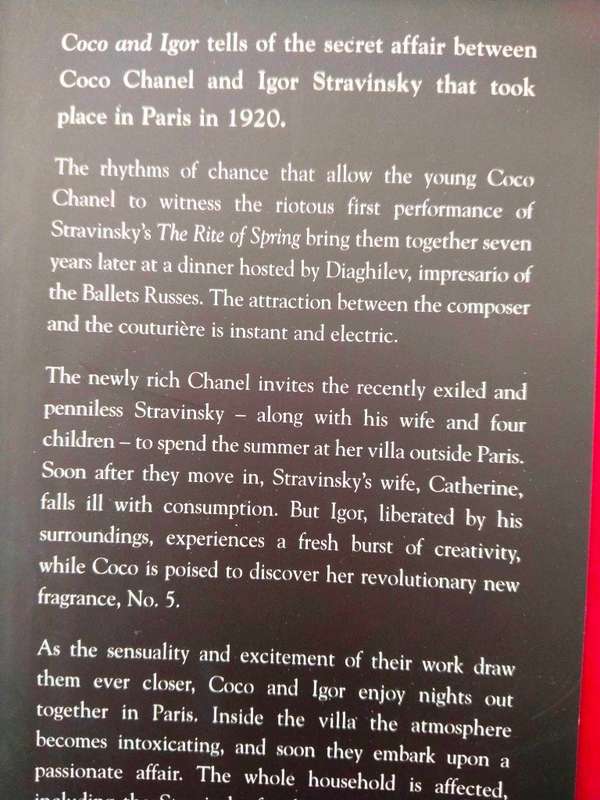 Coco and Igor tells of the secret affair between
Coco Chanel and Igor Stravinsky that took
place in Paris in 1920.
The rhythms of chance that allow the young Coco
Chanel to witness the riotous first performance of
Stravinsky's The Rite of Spring bring them together seven
years later at a dinner hosted by Diaghilev, impresario of
the Ballets Russes. The attraction between the composer
and the couturière is instant and electric.
The newly rich Chanel invites the recently exiled and
penniless Stravinsky – along with his wife and four
children – to spend the summer at her villa outside Paris.
Soon after they move in, Stravinsky's wife, Catherine,
falls ill with consumption. But Igor, liberated by his
surroundings, experiences a fresh burst of creativity,
while Coco is poised to discover her revolutionary new
fragrance, No. 5.
As the sensuality and excitement of their work draw
them ever closer, Coco and Igor enjoy nights out
together in Paris. Inside the villa the atmosphere
becomes intoxicating, and soon they embark upon a
passionate affair. The whole household is affected,